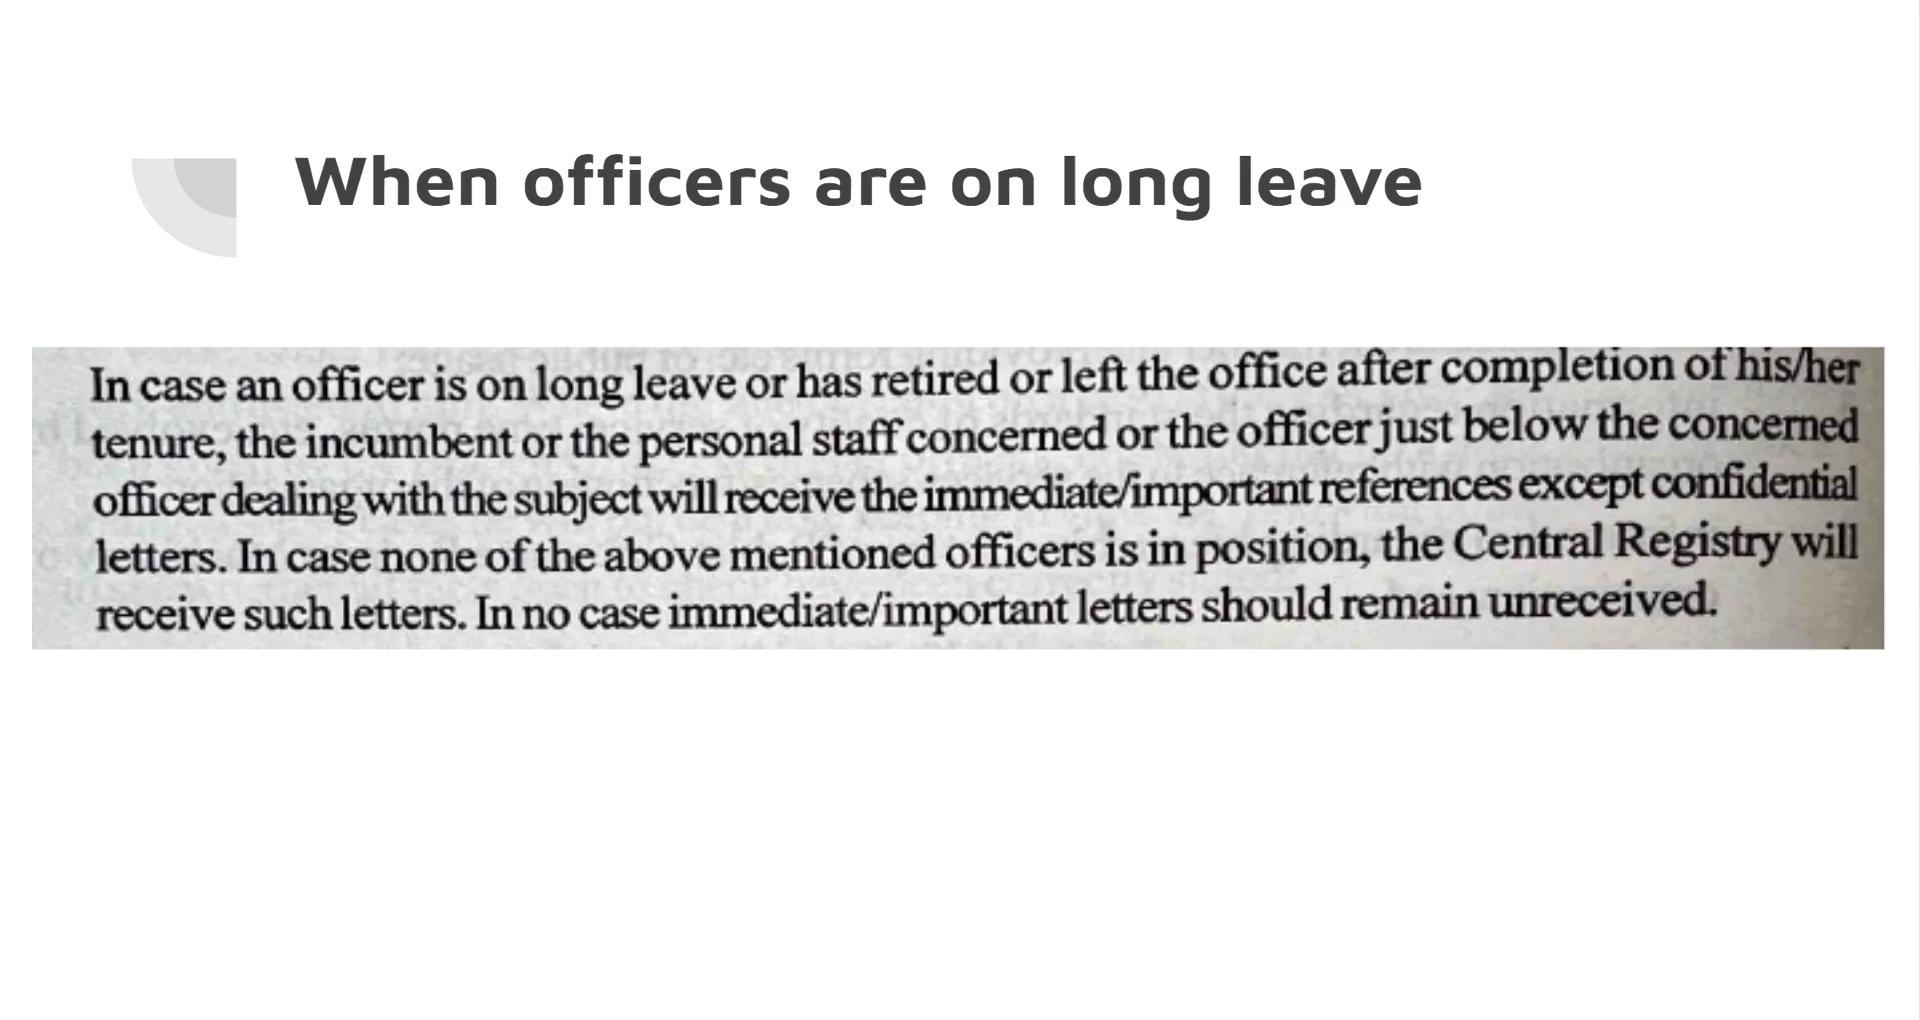 When officers are on long leave
In case an officer is on long leave or has retired or left the office after completion of his/her
tenure, the incumbent or the personal staff concerned or the officer just below the concerned
officer dealing with the subject will receive the immediate/important references except confidential
letters. In case none of the above mentioned officers is in position, the Central Registry will
receive such letters. In no case immediate/important letters should remain unreceived.